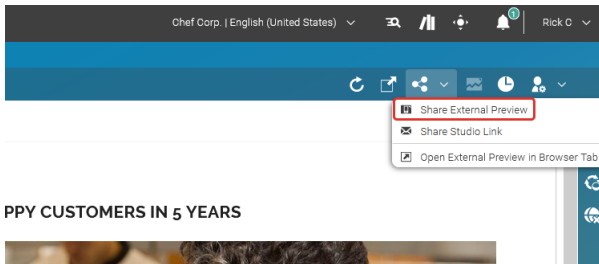 Chef Corp. | English (United States)
1
Rick C
Share External Preview
Share Studio Link
Open External Preview in Browser Tab
PPY CUSTOMERS IN 5 YEARS